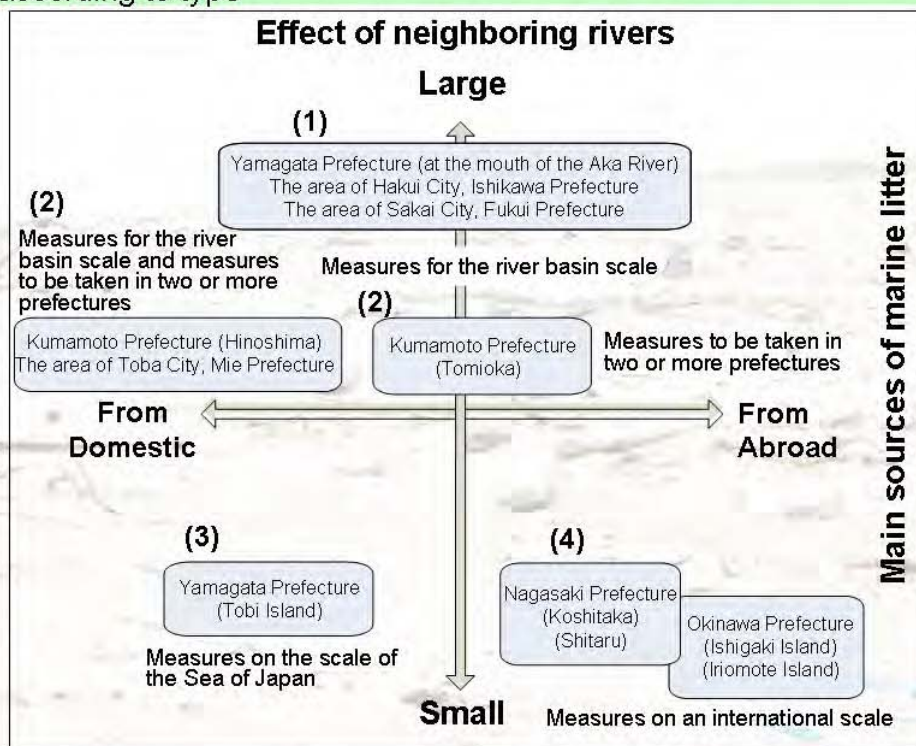 according to type
Effect of neighboring rivers
Large
(1)
Yamagata Prefecture (at the mouth of the Aka River)
The area of Hakui City, Ishikawa Prefecture
The area of Sakai City, Fukui Prefecture
(2)
Measures for the river
basin scale and measures
to be taken in two or more
prefectures
Measures for the river basin scale
(2)
Kumamoto Prefecture (Hinoshima)
The area of Toba City, Mie Prefecture
Kumamoto Prefecture
(Tomioka)
Measures to be taken in
two or more prefectures
From
Domestic
From
Abroad
Main sources of marine litter
(3)
Yamagata Prefecture
(Tobi Island)
Measures on the scale of
the Sea of Japan
(4)
Nagasaki Prefecture
(Koshitaka)
(Shitaru)
Okinawa Prefecture
(Ishigaki Island)
(Iriomote Island)
Small
Measures on an international scale